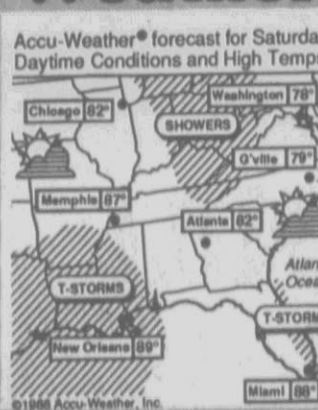 Accu-Weather® forecast for Saturda
Daytime Conditions and High Temp
Chicago 82°
Washington 78°
SHOWERS
G'ville 79°
Memphis 87°
Atlanta 82°
Atlan
Ocea
T-STORMS
T-STORM
New Orleans 89°
Miami 88°
©1988 Accu-Weather, Inc.